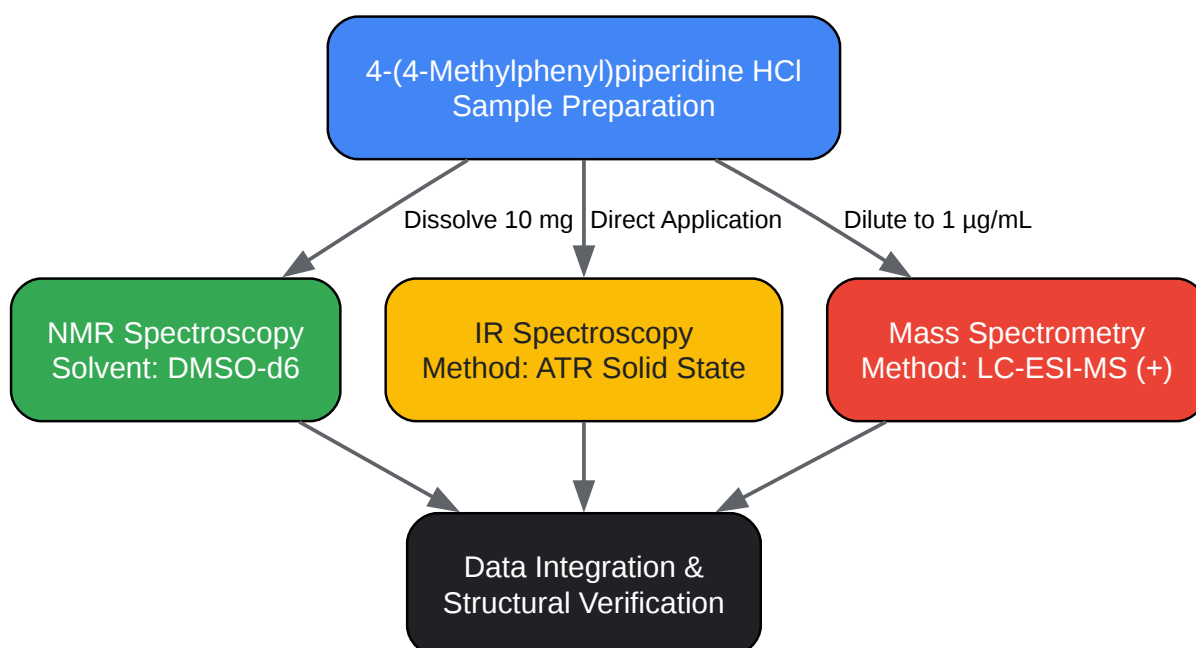 4-(4-Methylphenyl)piperidine HCl
Sample Preparation
Dissolve 10 mg
Direct Application
Dilute to 1 µg/mL
NMR Spectroscopy
Solvent: DMSO-d6
IR Spectroscopy
Method: ATR Solid State
Mass Spectrometry
Method: LC-ESI-MS (+)
Data Integration &
Structural Verification